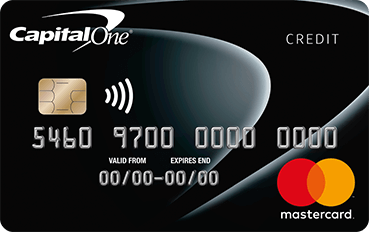 Capital One
CREDIT
5460 9700 0000 0000
VALID FROM EXPIRES END
00/00-00/00
mastercard.